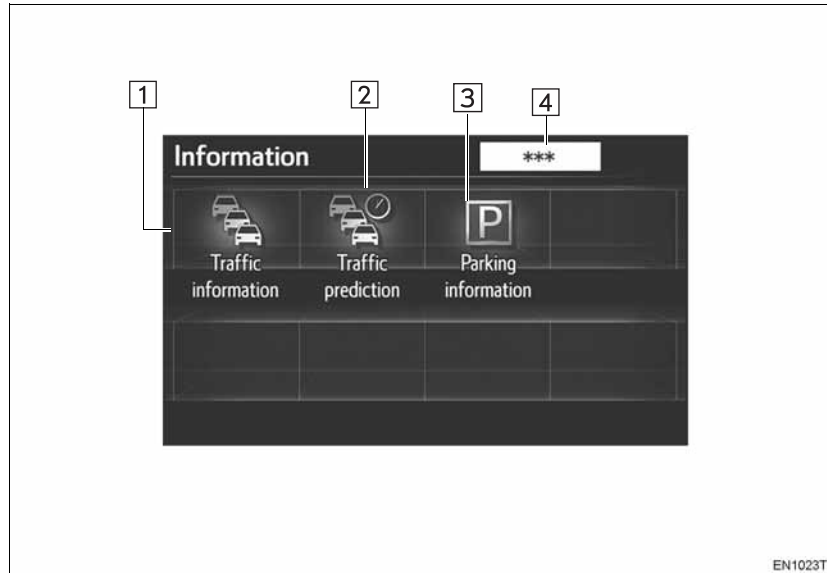 1 2 3 4
Information ***
P
Traffic information
Traffic prediction
Parking information
EN1023T